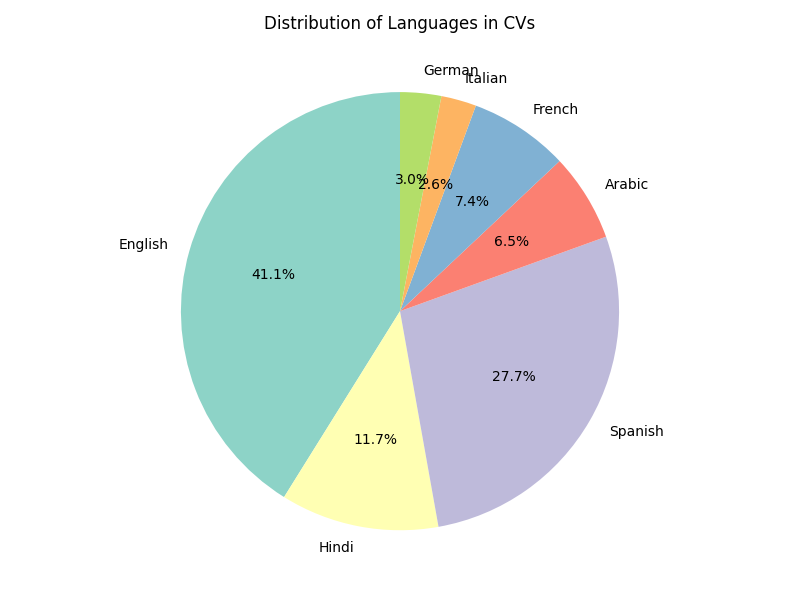 Distribution of Languages in CVs
German
Italian
French
Arabic
English
Spanish
Hindi
3.0%
2.6%
7.4%
6.5%
41.1%
27.7%
11.7%